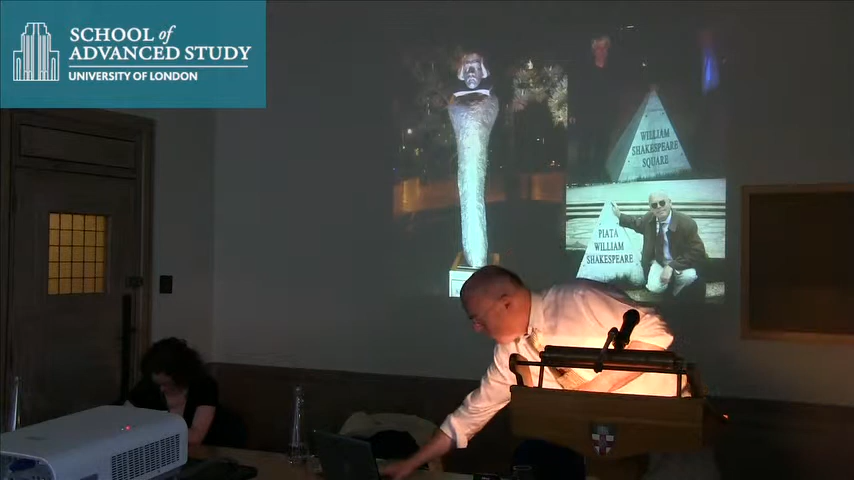 SCHOOL of
ADVANCED STUDY
UNIVERSITY OF LONDON
WILLIAM
SHAKESPEARE
SQUARE
PIATA
WILLIAM
SHAKESPEARE